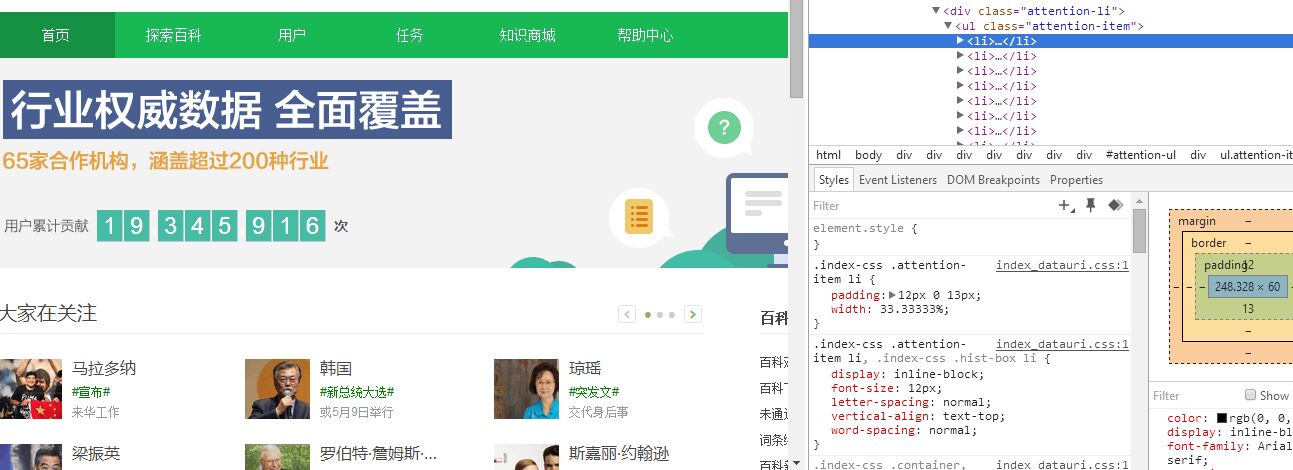 首页 探索百科 用户 任务 知识商城 帮助中心
行业权威数据 全面覆盖
65家合作机构，涵盖超过200种行业
?
用户累计贡献 19 345 916 次
大家在关注
百科
马拉多纳
#宣布#
来华工作
韩国
#新总统大选#
或5月9日举行
琼瑶
#突发文#
交代身后事
梁振英
罗伯特·詹姆斯·...
斯嘉丽·约翰逊
百科
百科
未通
词条
百科
<div class="attention-li">
<ul class="attention-item">
<li>…</li>
<li>…</li>
<li>…</li>
<li>…</li>
<li>…</li>
<li>…</li>
<li>…</li>
<li>…</li>
html body div div div div div div div #attention-ul div ul.attention-it
Styles Event Listeners DOM Breakpoints Properties
Filter
element.style {
}
.index-css .attention- index_datauri.css:1
item li {
padding: 12px 0 13px;
width: 33.33333%;
}
.index-css .attention- index_datauri.css:1
item li, .index-css .hist-box li {
display: inline-block;
font-size: 12px;
letter-spacing: normal;
vertical-align: text-top;
word-spacing: normal;
}
.index-css .container, index_datauri.css:1
margin –
border –
padding 12
– – – 248.328 × 60
13
–
–
Filter Show
color: rgb(0, 0,
display: inline-bl
font-family: Arial
serif;